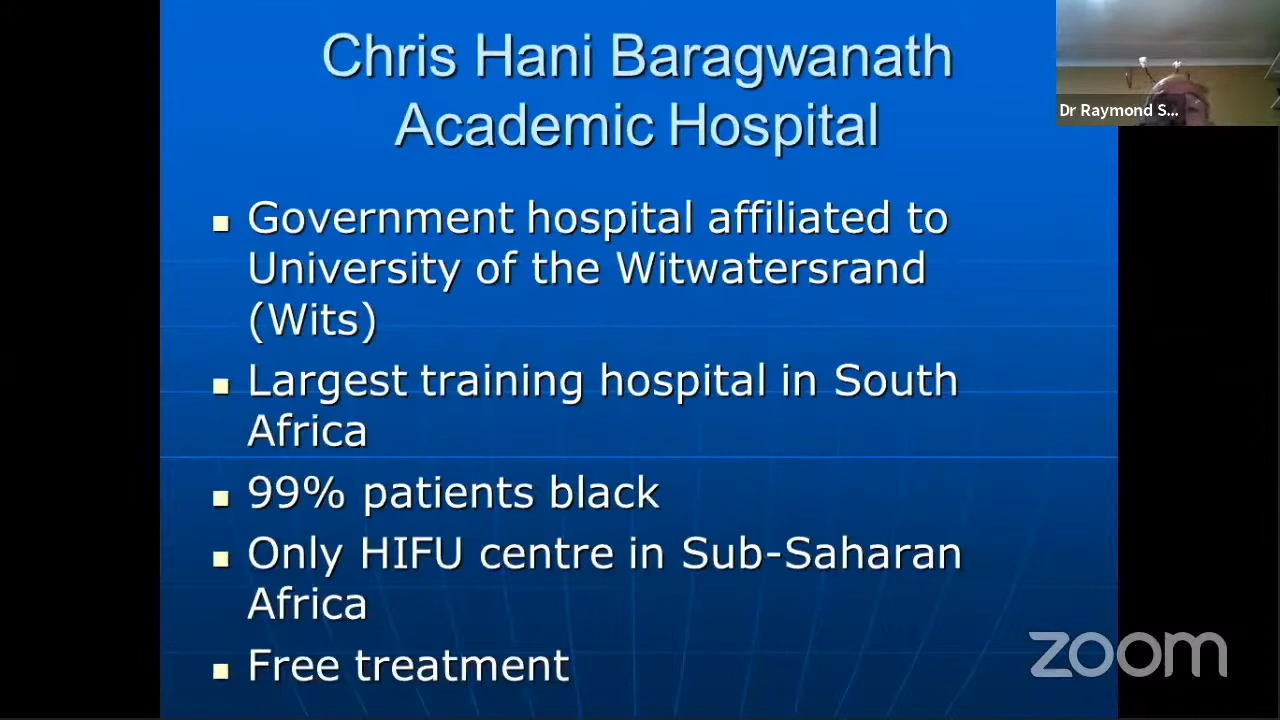 Chris Hani Baragwanath
Academic Hospital
Dr Raymond S...
Government hospital affiliated to
University of the Witwatersrand
(Wits)
Largest training hospital in South
Africa
99% patients black
Only HIFU centre in Sub-Saharan
Africa
Free treatment
zoom